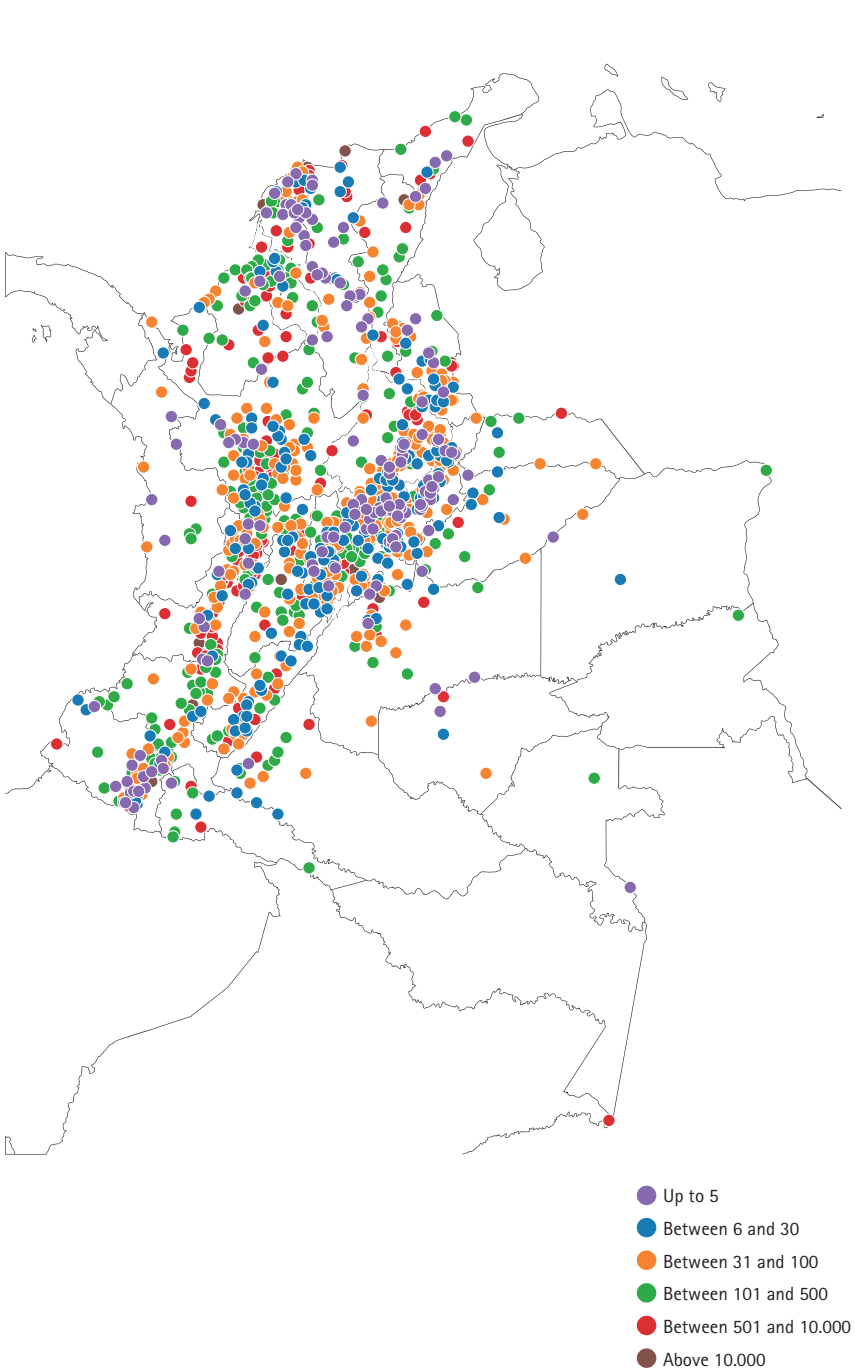 Up to 5
Between 6 and 30
Between 31 and 100
Between 101 and 500
Between 501 and 10.000
Above 10.000